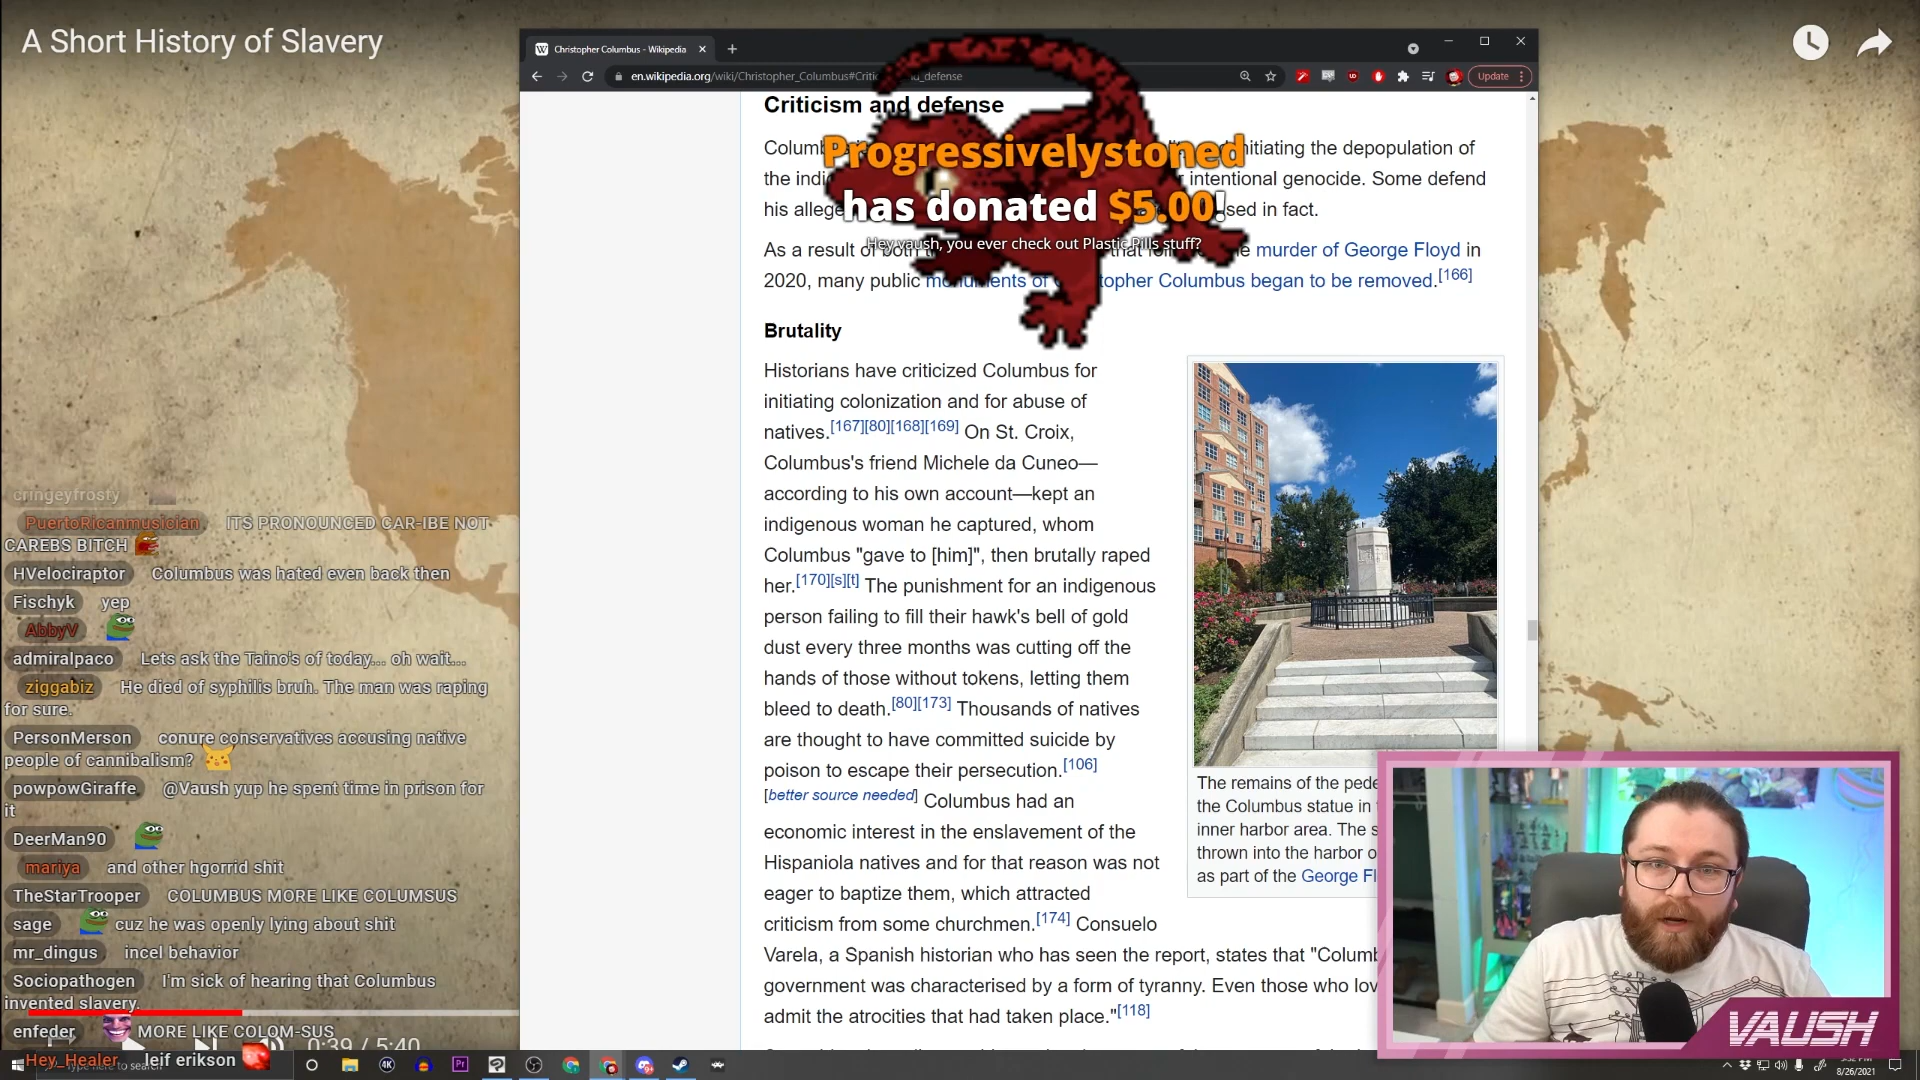 A Short History of Slavery
Christopher Columbus - Wikipedia
en.wikipedia.org/wiki/Christopher_Columbus#Criti
d_defense
Update
Criticism and defense
Progressivelystoned
has donated $5.00!
Hey vaush, you ever check out Plastic Pills stuff?
initiating the depopulation of
the
intentional genocide. Some defend
his
sed in fact.
As a result of both
murder of George Floyd in
2020, many public monuments of
topher Columbus began to be removed.[166]
Brutality
Historians have criticized Columbus for
initiating colonization and for abuse of
natives.[167][80][168][169] On St. Croix,
Columbus's friend Michele da Cuneo—
according to his own account—kept an
indigenous woman he captured, whom
Columbus "gave to [him]", then brutally raped
her.[170][s][t] The punishment for an indigenous
person failing to fill their hawk's bell of gold
dust every three months was cutting off the
hands of those without tokens, letting them
bleed to death.[80][173] Thousands of natives
are thought to have committed suicide by
poison to escape their persecution.[106]
[better source needed] Columbus had an
economic interest in the enslavement of the
Hispaniola natives and for that reason was not
eager to baptize them, which attracted
criticism from some churchmen.[174] Consuelo
Varela, a Spanish historian who has seen the report, states that "Columb
government was characterised by a form of tyranny. Even those who lov
admit the atrocities that had taken place."[118]
The remains of the pede
the Columbus statue in
inner harbor area. The s
thrown into the harbor o
as part of the George Fl
cringeyfrosty
PuertoRicanmusician ITS PRONOUNCED CAR-IBE NOT
CAREBS BITCH
HVelociraptor Columbus was hated even back then
Fischyk yep
AbbyV
admiralpaco Lets ask the Taino's of today... oh wait...
ziggabiz He died of syphilis bruh. The man was raping
for sure.
PersonMerson conure conservatives accusing native
people of cannibalism?
powpowGiraffe. @Vaush yup he spent time in prison for
it
DeerMan90
mariya and other hgorrid shit
TheStarTrooper COLUMBUS MORE LIKE COLUMSUS
sage cuz he was openly lying about shit
mr_dingus incel behavior
Sociopathogen I'm sick of hearing that Columbus
invented slavery.
enfeder MORE LIKE COLOM-SUS
0:39 / 5:40
Hey_Healer leif erikson
VAUSH
8/26/2021